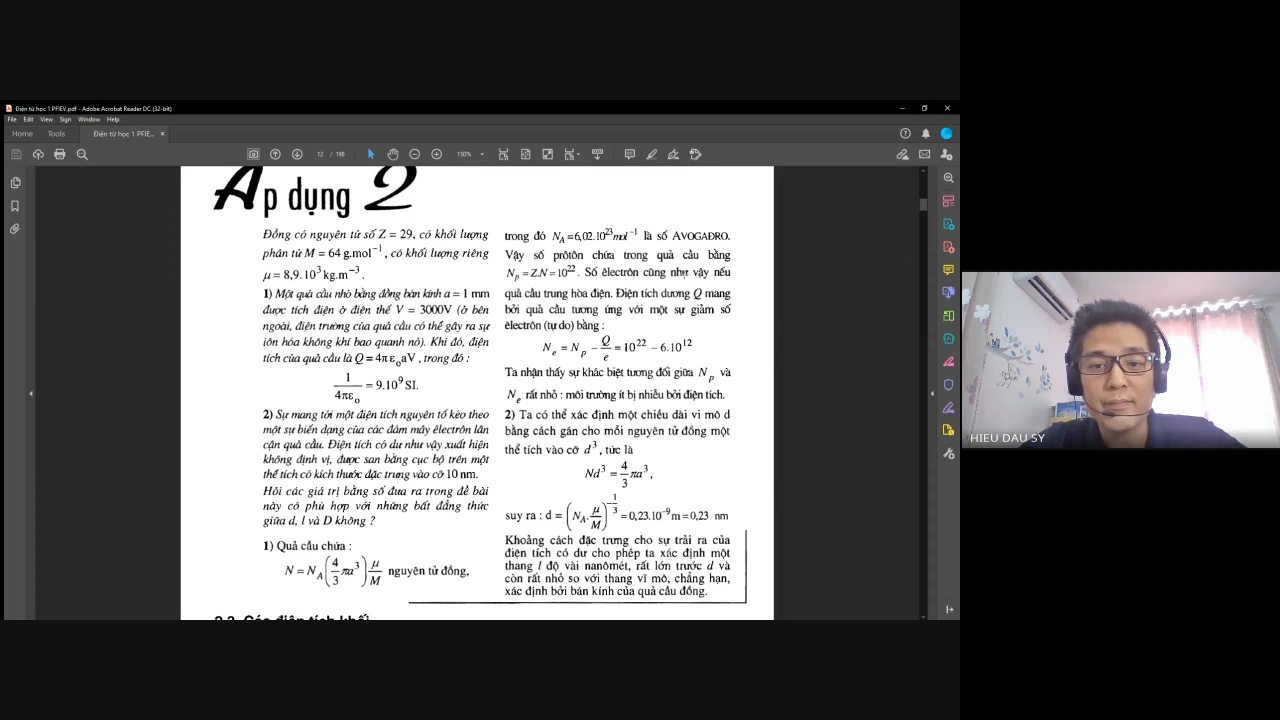 Điện từ học 1 PFIEV.pdf - Adobe Acrobat Reader DC (32-bit)
File Edit View Sign Window Help
Home Tools Điện từ học 1 PFIE... ×
12 / 198 150%
Áp dụng 2
Đồng có nguyên tử số Z = 29, có khối lượng
phân tử M = 64 g.mol⁻¹, có khối lượng riêng
μ = 8,9.10³ kg.m⁻³.
1) Một quả cầu nhỏ bằng đồng bán kính a = 1 mm
được tích điện ở điện thế V = 3000V (ở bên
ngoài, điện trường của quả cầu có thể gây ra sự
iôn hóa không khí bao quanh nó). Khi đó, điện
tích của quả cầu là Q = 4πε₀aV, trong đó :
1/(4πε₀) = 9.10⁹ SI.
2) Sự mang tới một điện tích nguyên tố kéo theo
một sự biến dạng của các đám mây êlectrôn lân
cận quả cầu. Điện tích có dư như vậy xuất hiện
không định vị, được san bằng cục bộ trên một
thể tích có kích thước đặc trưng vào cỡ 10 nm.
Hỏi các giá trị bằng số đưa ra trong đề bài
này có phù hợp với những bất đẳng thức
giữa d, l và D không ?
1) Quả cầu chứa :
N = N_A(4/3 πa³) μ/M nguyên tử đồng,
trong đó N_A = 6,02.10²³ mol⁻¹ là số AVOGADRO.
Vậy số prôtôn chứa trong quả cầu bằng
N_p = Z.N = 10²². Số êlectrôn cũng như vậy nếu
quả cầu trung hòa điện. Điện tích dương Q mang
bởi quả cầu tương ứng với một sự giảm số
êlectrôn (tự do) bằng :
N_e = N_p − Q/e = 10²² − 6.10¹²
Ta nhận thấy sự khác biệt tương đối giữa N_p và
N_e rất nhỏ : môi trường ít bị nhiễu bởi điện tích.
2) Ta có thể xác định một chiều dài vi mô d
bằng cách gán cho mỗi nguyên tử đồng một
thể tích vào cỡ d³, tức là
Nd³ = 4/3 πa³,
suy ra : d = (N_A. μ/M)^(−1/3) = 0,23.10⁻⁹ m = 0,23 nm
Khoảng cách đặc trưng cho sự trải ra của
điện tích có dư cho phép ta xác định một
thang l độ vài nanômét, rất lớn trước d và
còn rất nhỏ so với thang vĩ mô, chẳng hạn,
xác định bởi bán kính của quả cầu đồng.
2.3. Các điện tích khối
HIEU DAU SY